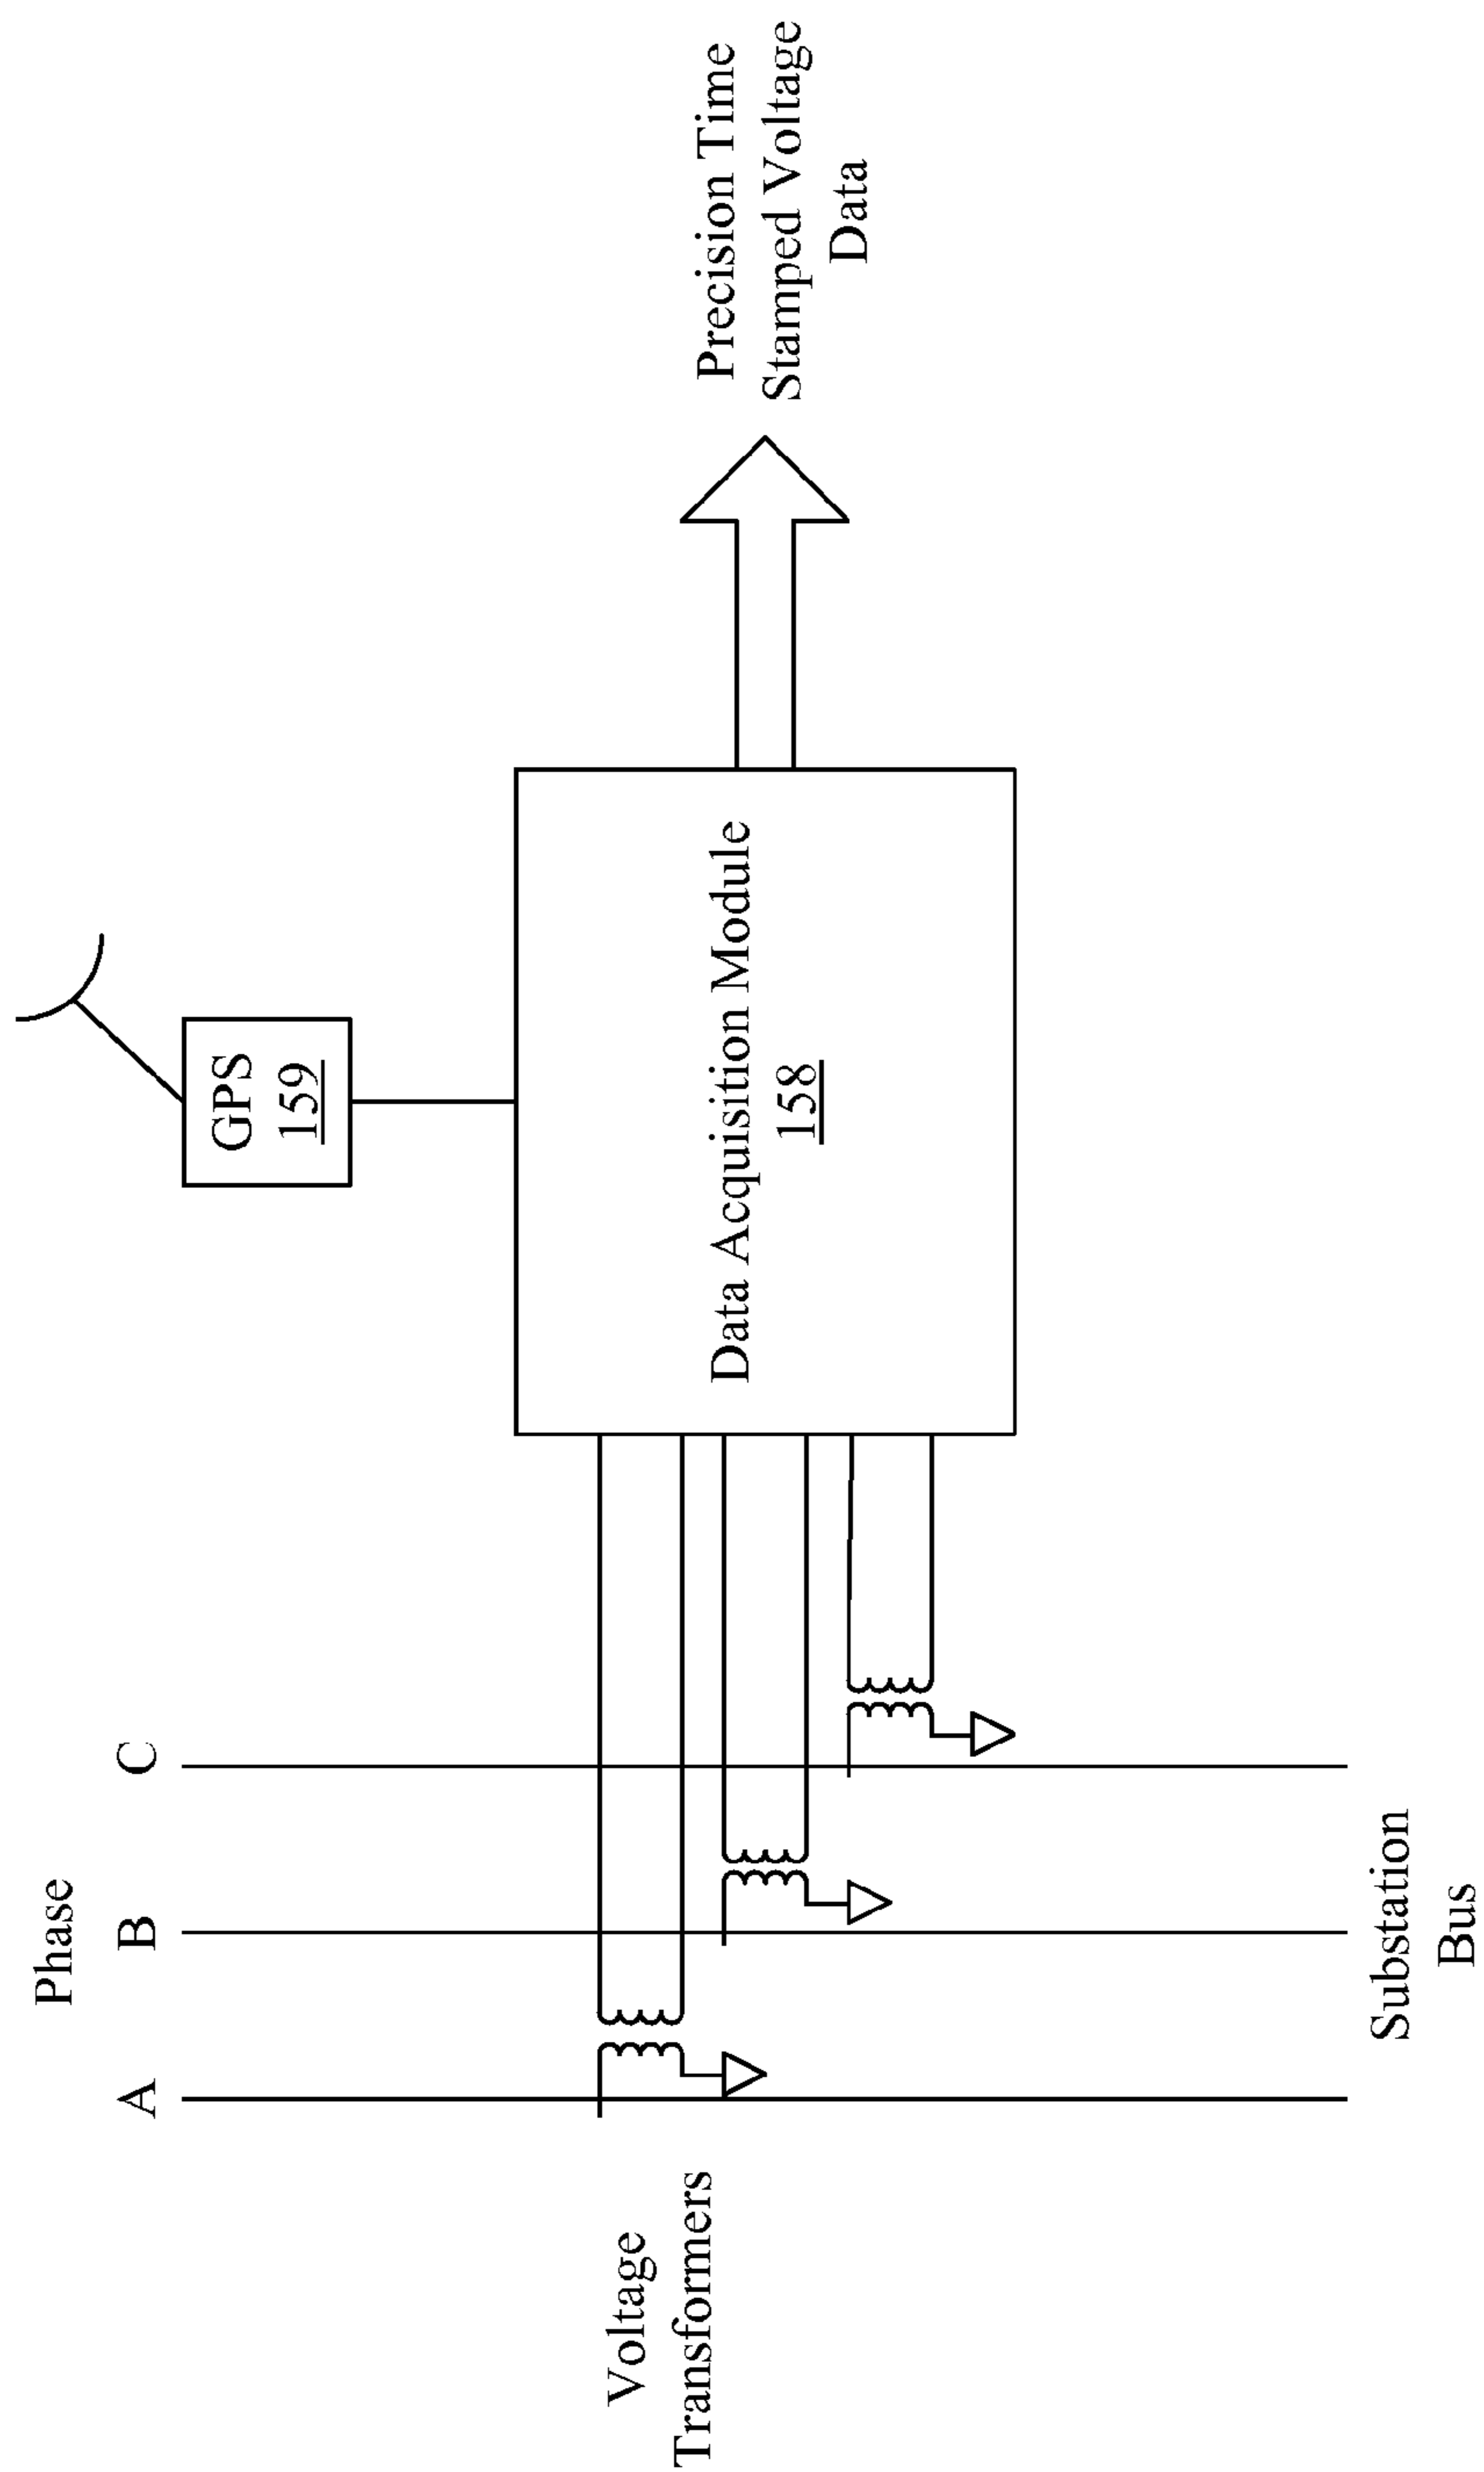 Phase
A
B
C
Voltage
Transformers
Substation
Bus
GPS
159
Data Acquisition Module
158
Precision Time
Stamped Voltage
Data